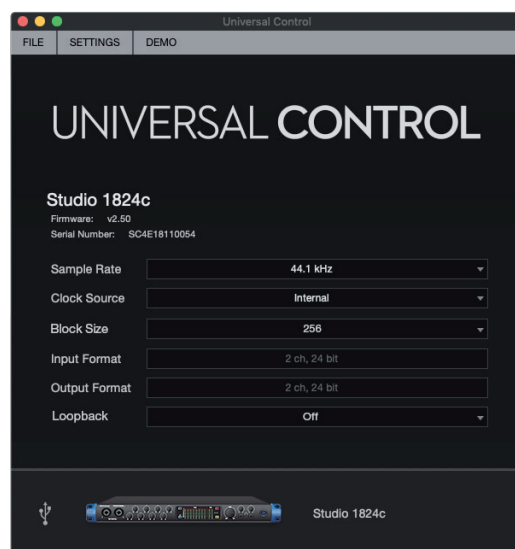 Universal Control
FILE SETTINGS DEMO
UNIVERSAL CONTROL
Studio 1824c
Firmware: v2.50
Serial Number: SC4E18110054
Sample Rate 44.1 kHz
Clock Source Internal
Block Size 256
Input Format 2 ch, 24 bit
Output Format 2 ch, 24 bit
Loopback Off
Studio 1824c